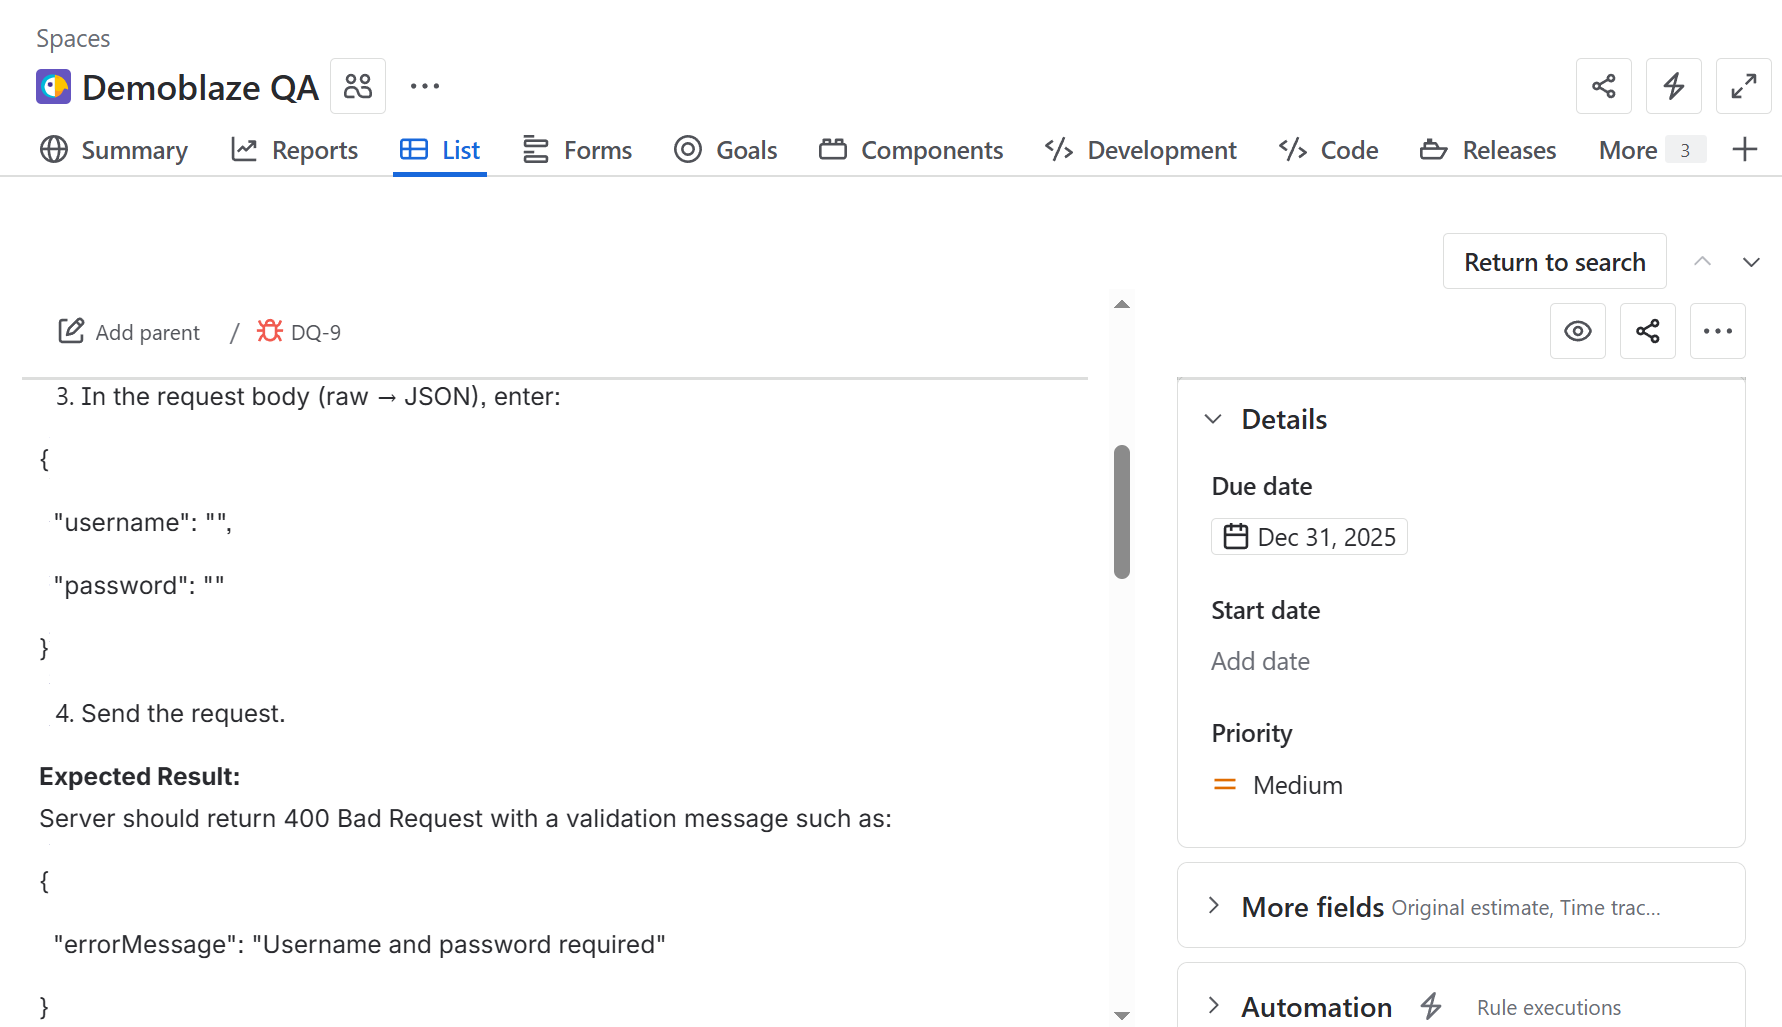 Spaces
Demoblaze QA
Summary Reports List Forms Goals Components </> Development </> Code Releases More 3
Return to search
Add parent / DQ-9
3. In the request body (raw → JSON), enter:
{
"username": "",
"password": ""
}
4. Send the request.
Expected Result:
Server should return 400 Bad Request with a validation message such as:
{
"errorMessage": "Username and password required"
}
Details
Due date
Dec 31, 2025
Start date
Add date
Priority
Medium
More fields Original estimate, Time trac...
Automation Rule executions